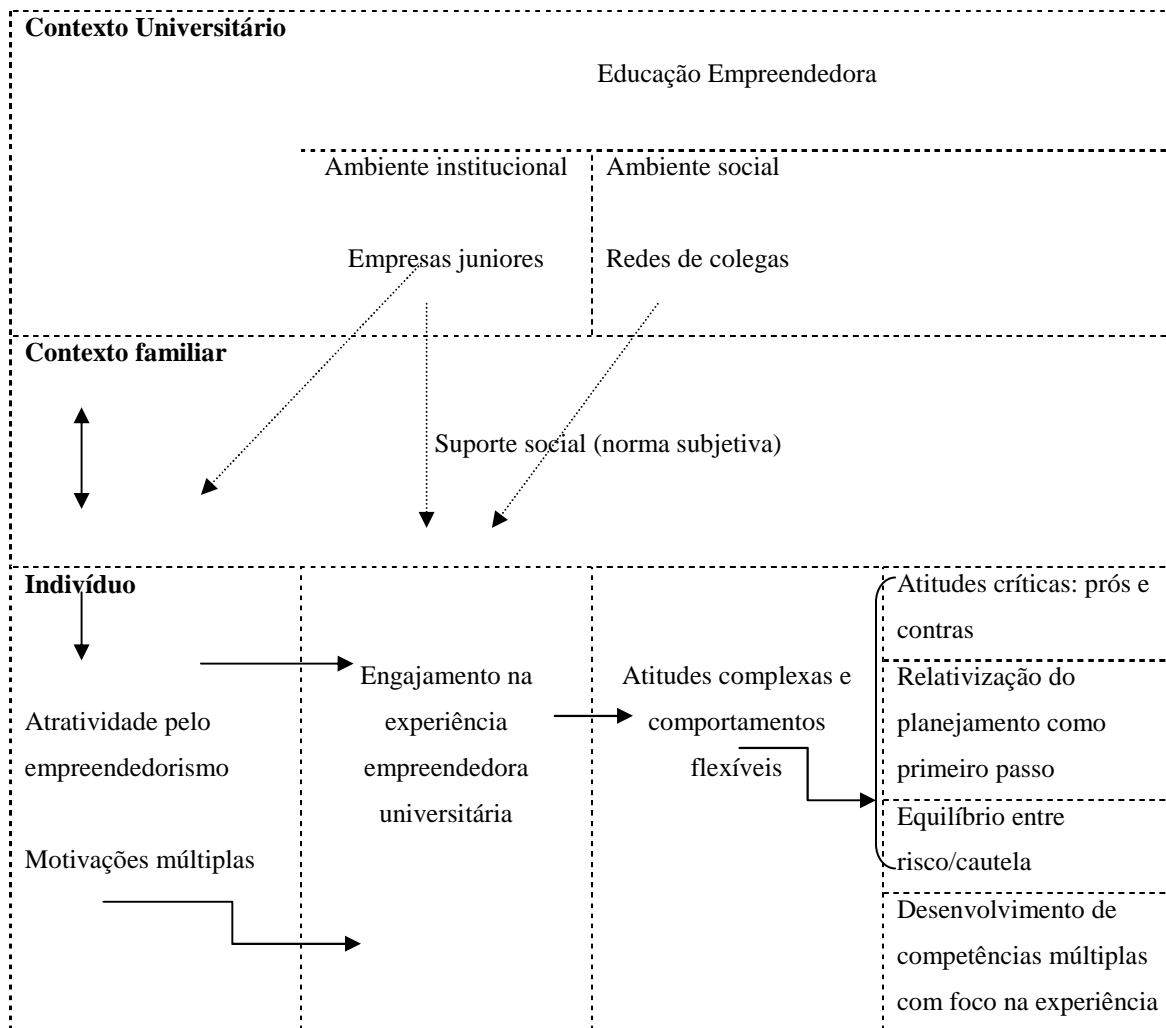 Contexto Universitário
Educação Empreendedora
Ambiente institucional
Ambiente social
Empresas juniores
Redes de colegas
Contexto familiar
Suporte social (norma subjetiva)
Indivíduo
Atratividade pelo
empreendedorismo
Motivações múltiplas
Engajamento na
experiência
empreendedora
universitária
Atitudes complexas e
comportamentos
flexíveis
Atitudes críticas: prós e
contras
Relativização do
planejamento como
primeiro passo
Equilíbrio entre
risco/cautela
Desenvolvimento de
competências múltiplas
com foco na experiência